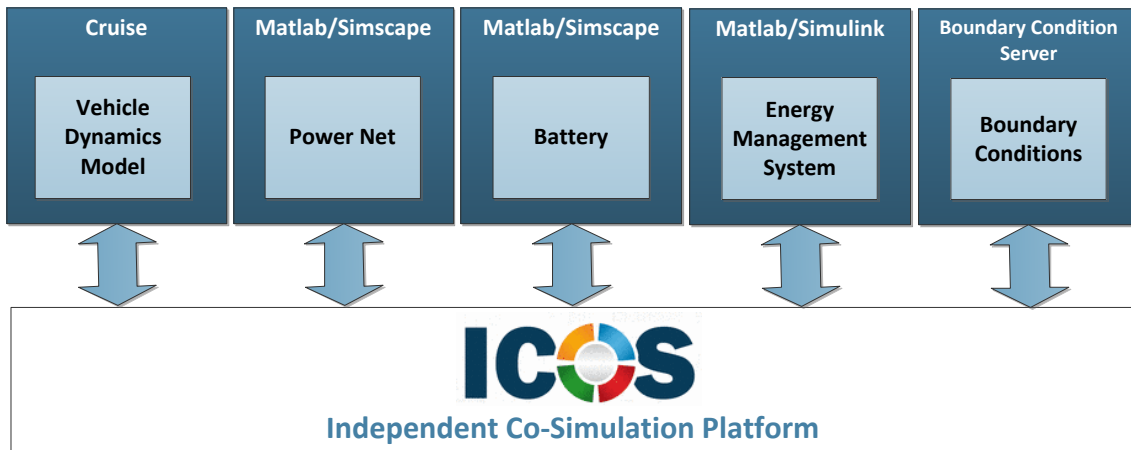 Cruise
Vehicle
Dynamics
Model
Matlab/Simscape
Power Net
Matlab/Simscape
Battery
Matlab/Simulink
Energy
Management
System
Boundary Condition
Server
Boundary
Conditions
ICOS
Independent Co-Simulation Platform